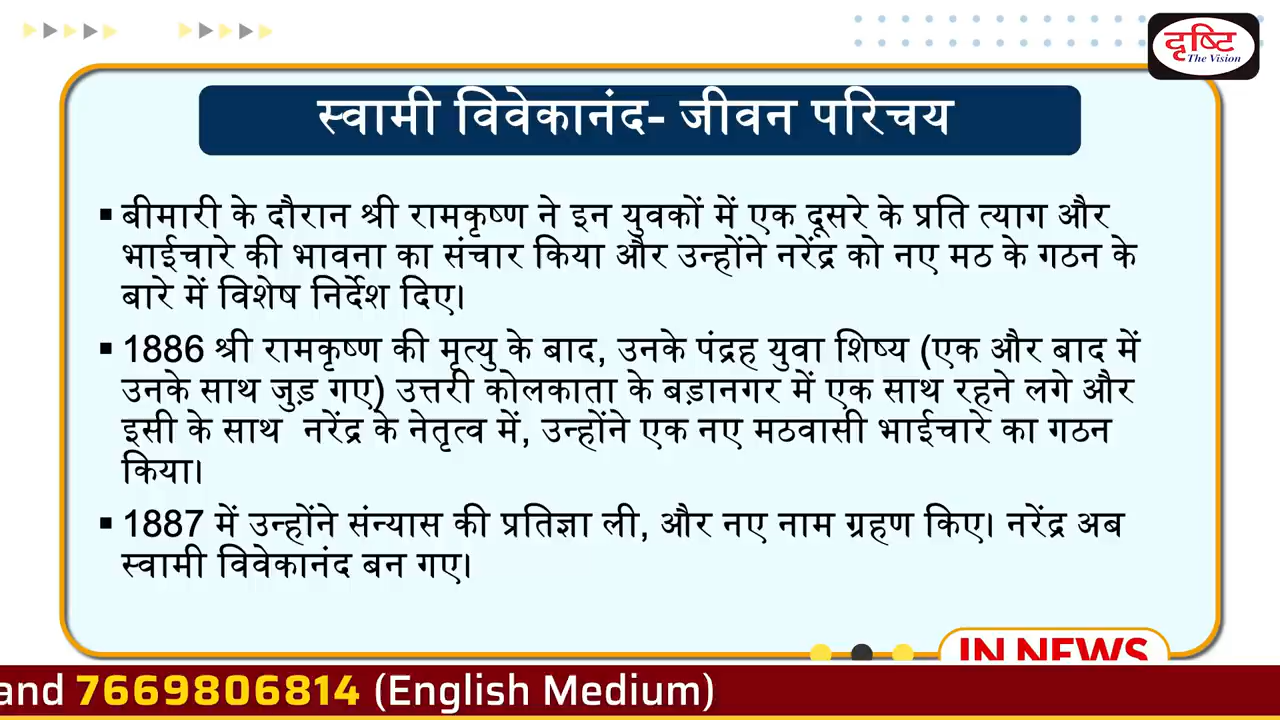 दृष्टि
The Vision
स्वामी विवेकानंद- जीवन परिचय
▪ बीमारी के दौरान श्री रामकृष्ण ने इन युवकों में एक दूसरे के प्रति त्याग और
भाईचारे की भावना का संचार किया और उन्होंने नरेंद्र को नए मठ के गठन के
बारे में विशेष निर्देश दिए।
▪ 1886 श्री रामकृष्ण की मृत्यु के बाद, उनके पंद्रह युवा शिष्य (एक और बाद में
उनके साथ जुड़ गए) उत्तरी कोलकाता के बड़ानगर में एक साथ रहने लगे और
इसी के साथ नरेंद्र के नेतृत्व में, उन्होंने एक नए मठवासी भाईचारे का गठन
किया।
▪ 1887 में उन्होंने संन्यास की प्रतिज्ञा ली, और नए नाम ग्रहण किए। नरेंद्र अब
स्वामी विवेकानंद बन गए।
IN NEWS
and 7669806814 (English Medium)